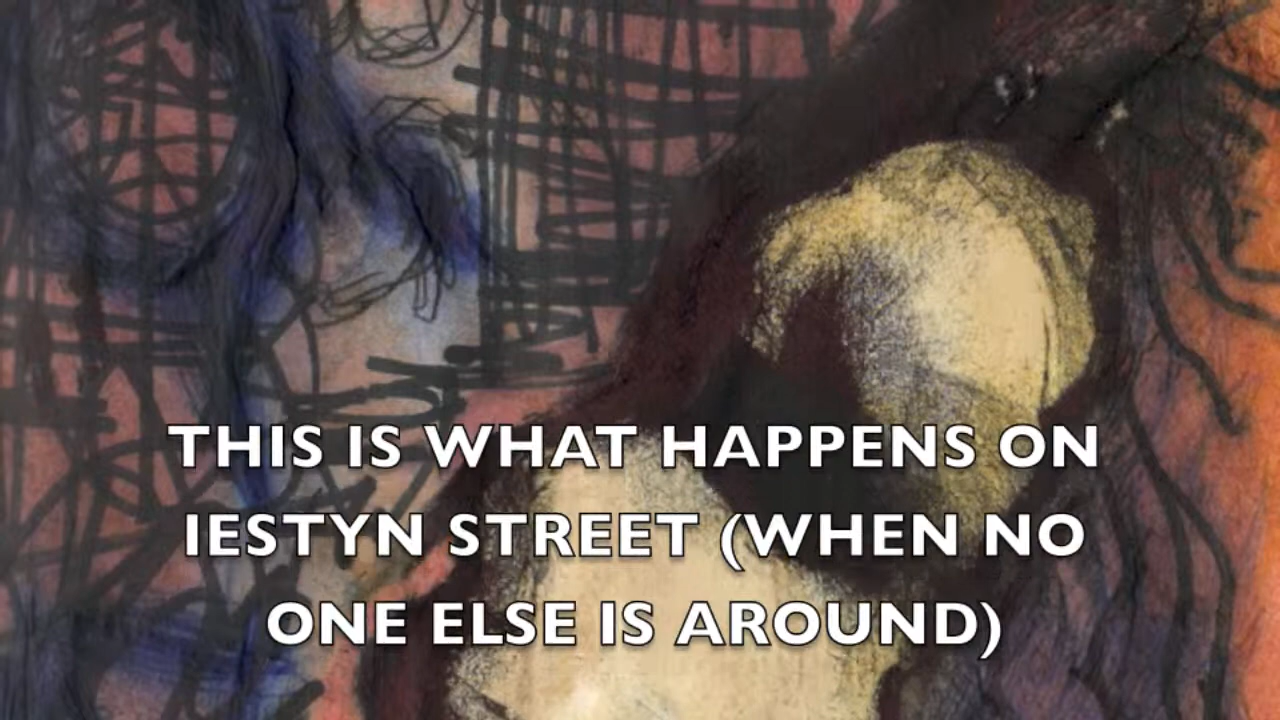 THIS IS WHAT HAPPENS ON
IESTYN STREET (WHEN NO
ONE ELSE IS AROUND)